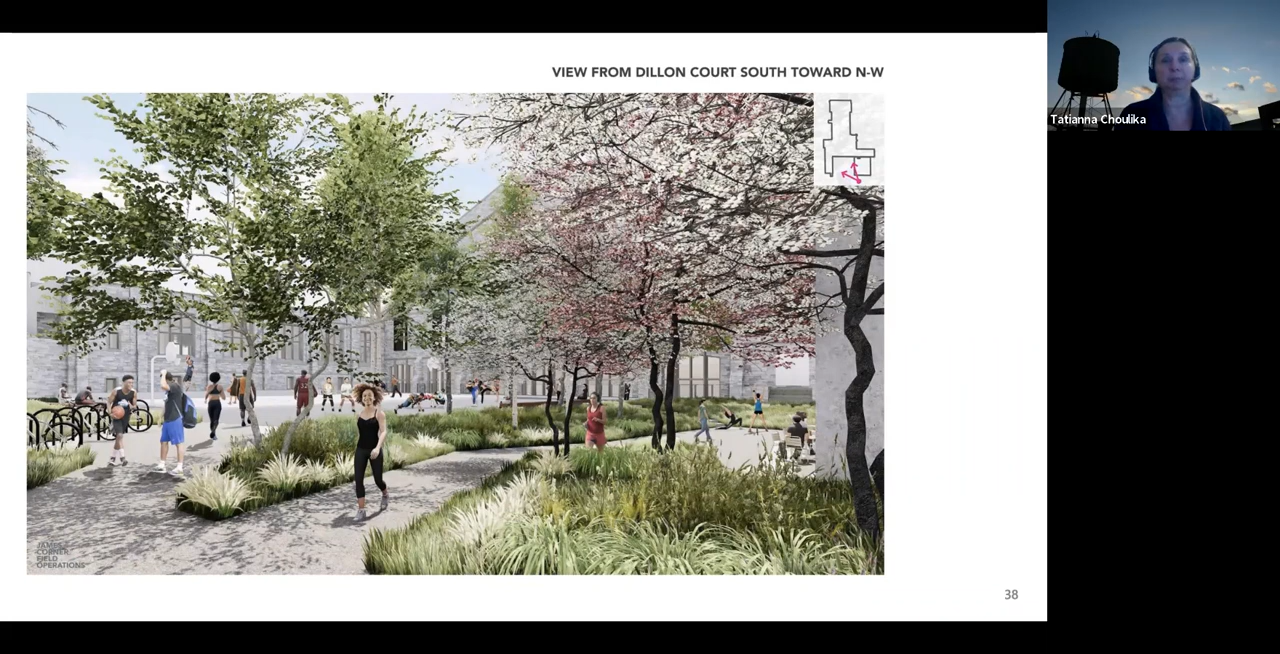 VIEW FROM DILLON COURT SOUTH TOWARD N-W
Tatianna Choulika
JAMES
CORNER
FIELD
OPERATIONS
38